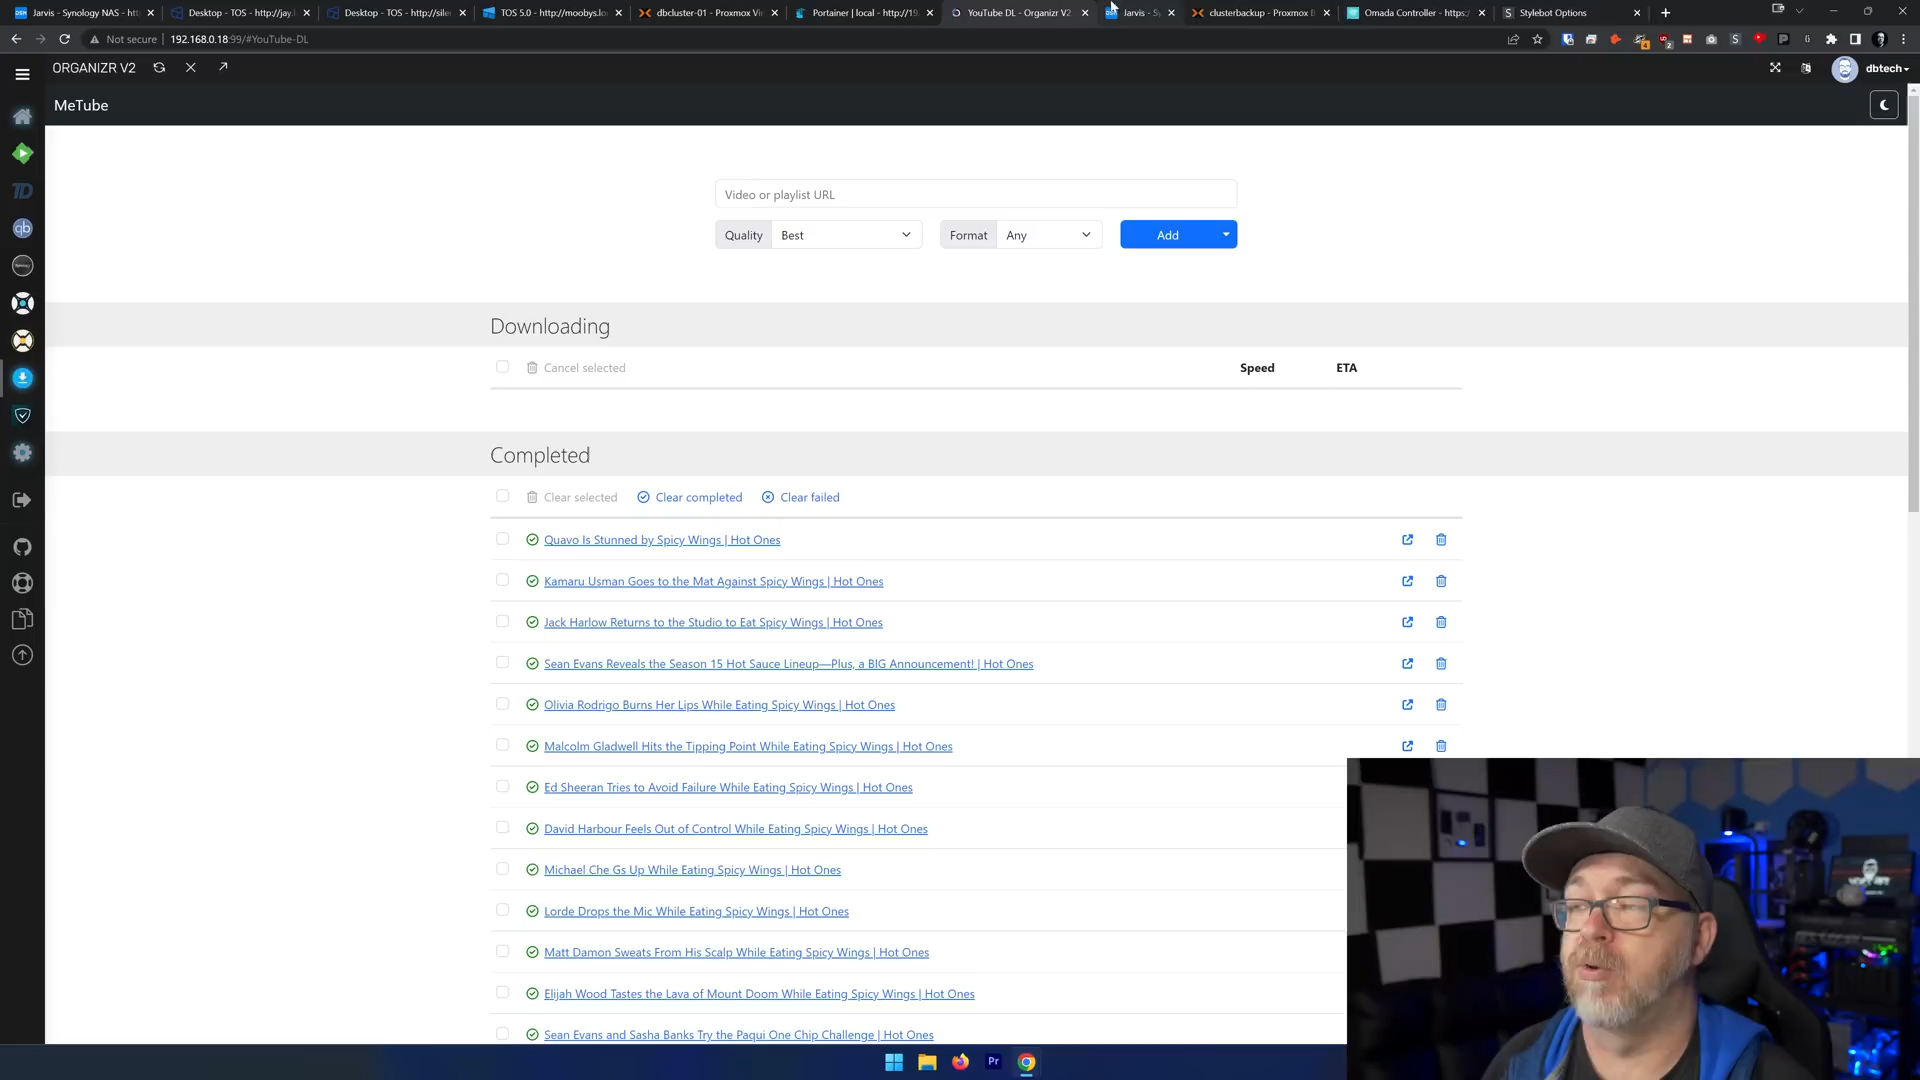 Jarvis - Synology NAS - ht
Desktop - TOS - http://jay.
Desktop - TOS - http://sile
TOS 5.0 - http://moobys.lo
dbcluster-01 - Proxmox Vi
Portainer | local - http://19
YouTube DL - Organizr V2
Jarvis - Sy
clusterbackup - Proxmox B
Omada Controller - https:/
Stylebot Options
Not secure
192.168.0.18:99/#YouTube-DL
ORGANIZR V2
dbtech
MeTube
Video or playlist URL
Quality Best Format Any Add
Downloading
Cancel selected Speed ETA
Completed
Clear selected Clear completed Clear failed
Quavo Is Stunned by Spicy Wings | Hot Ones
Kamaru Usman Goes to the Mat Against Spicy Wings | Hot Ones
Jack Harlow Returns to the Studio to Eat Spicy Wings | Hot Ones
Sean Evans Reveals the Season 15 Hot Sauce Lineup—Plus, a BIG Announcement! | Hot Ones
Olivia Rodrigo Burns Her Lips While Eating Spicy Wings | Hot Ones
Malcolm Gladwell Hits the Tipping Point While Eating Spicy Wings | Hot Ones
Ed Sheeran Tries to Avoid Failure While Eating Spicy Wings | Hot Ones
David Harbour Feels Out of Control While Eating Spicy Wings | Hot Ones
Michael Che Gs Up While Eating Spicy Wings | Hot Ones
Lorde Drops the Mic While Eating Spicy Wings | Hot Ones
Matt Damon Sweats From His Scalp While Eating Spicy Wings | Hot Ones
Elijah Wood Tastes the Lava of Mount Doom While Eating Spicy Wings | Hot Ones
Sean Evans and Sasha Banks Try the Paqui One Chip Challenge | Hot Ones
Pr